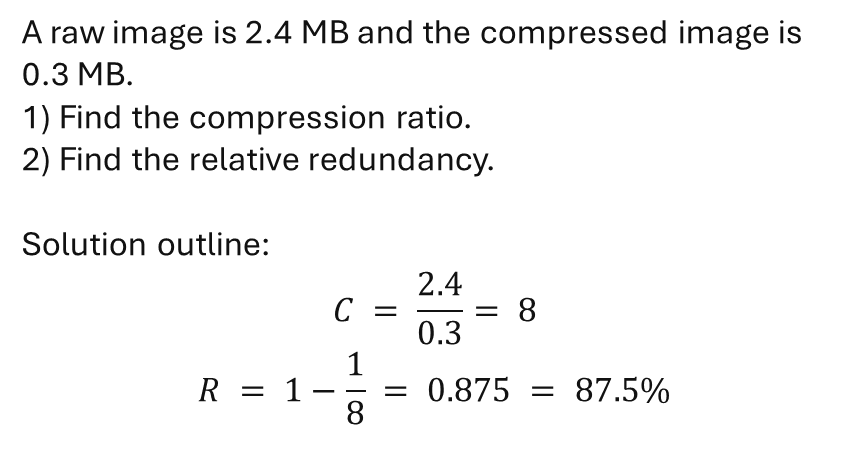 A raw image is 2.4 MB and the compressed image is
0.3 MB.
1) Find the compression ratio.
2) Find the relative redundancy.
Solution outline:
C = 2.4/0.3 = 8
R = 1 − 1/8 = 0.875 = 87.5%